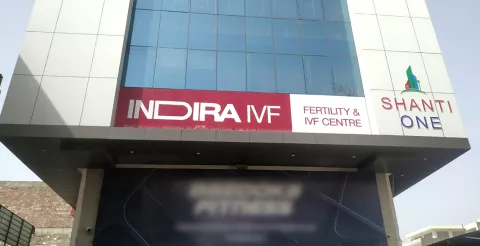 INDIRA IVF
FERTILITY &
IVF CENTRE
SHANTI
ONE